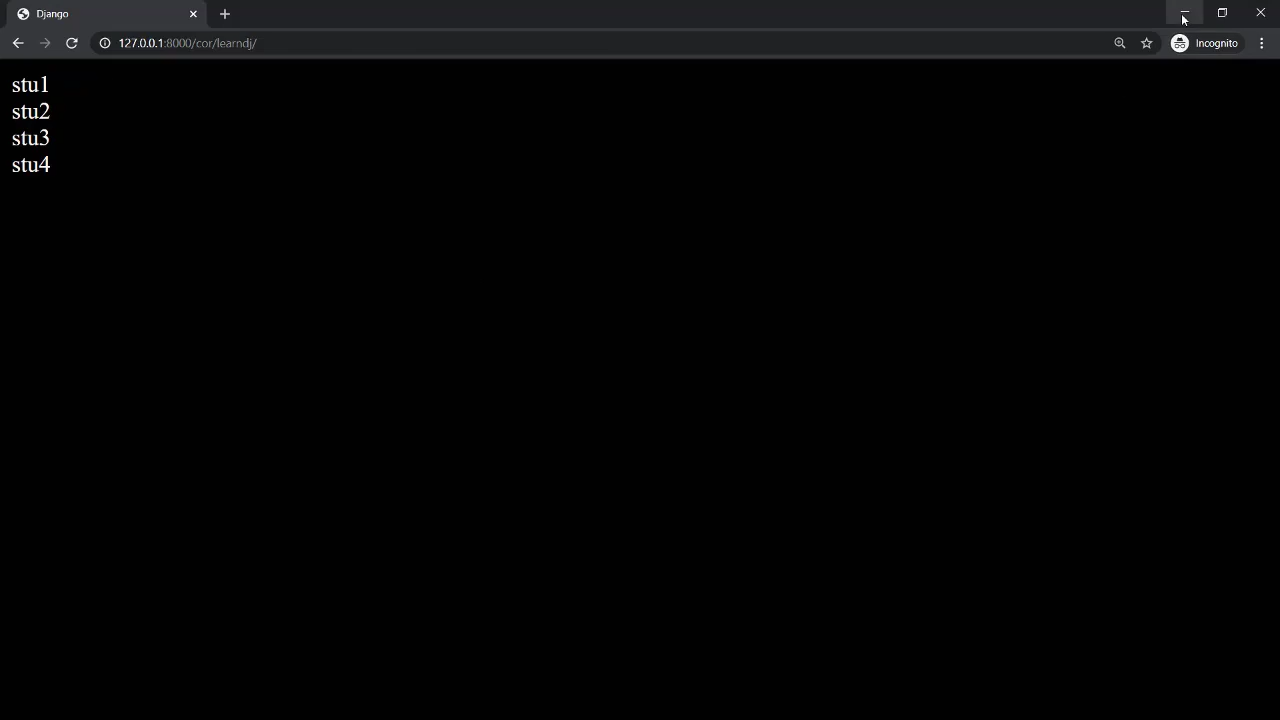 Django
127.0.0.1:8000/cor/learndj/
Incognito
stu1
stu2
stu3
stu4